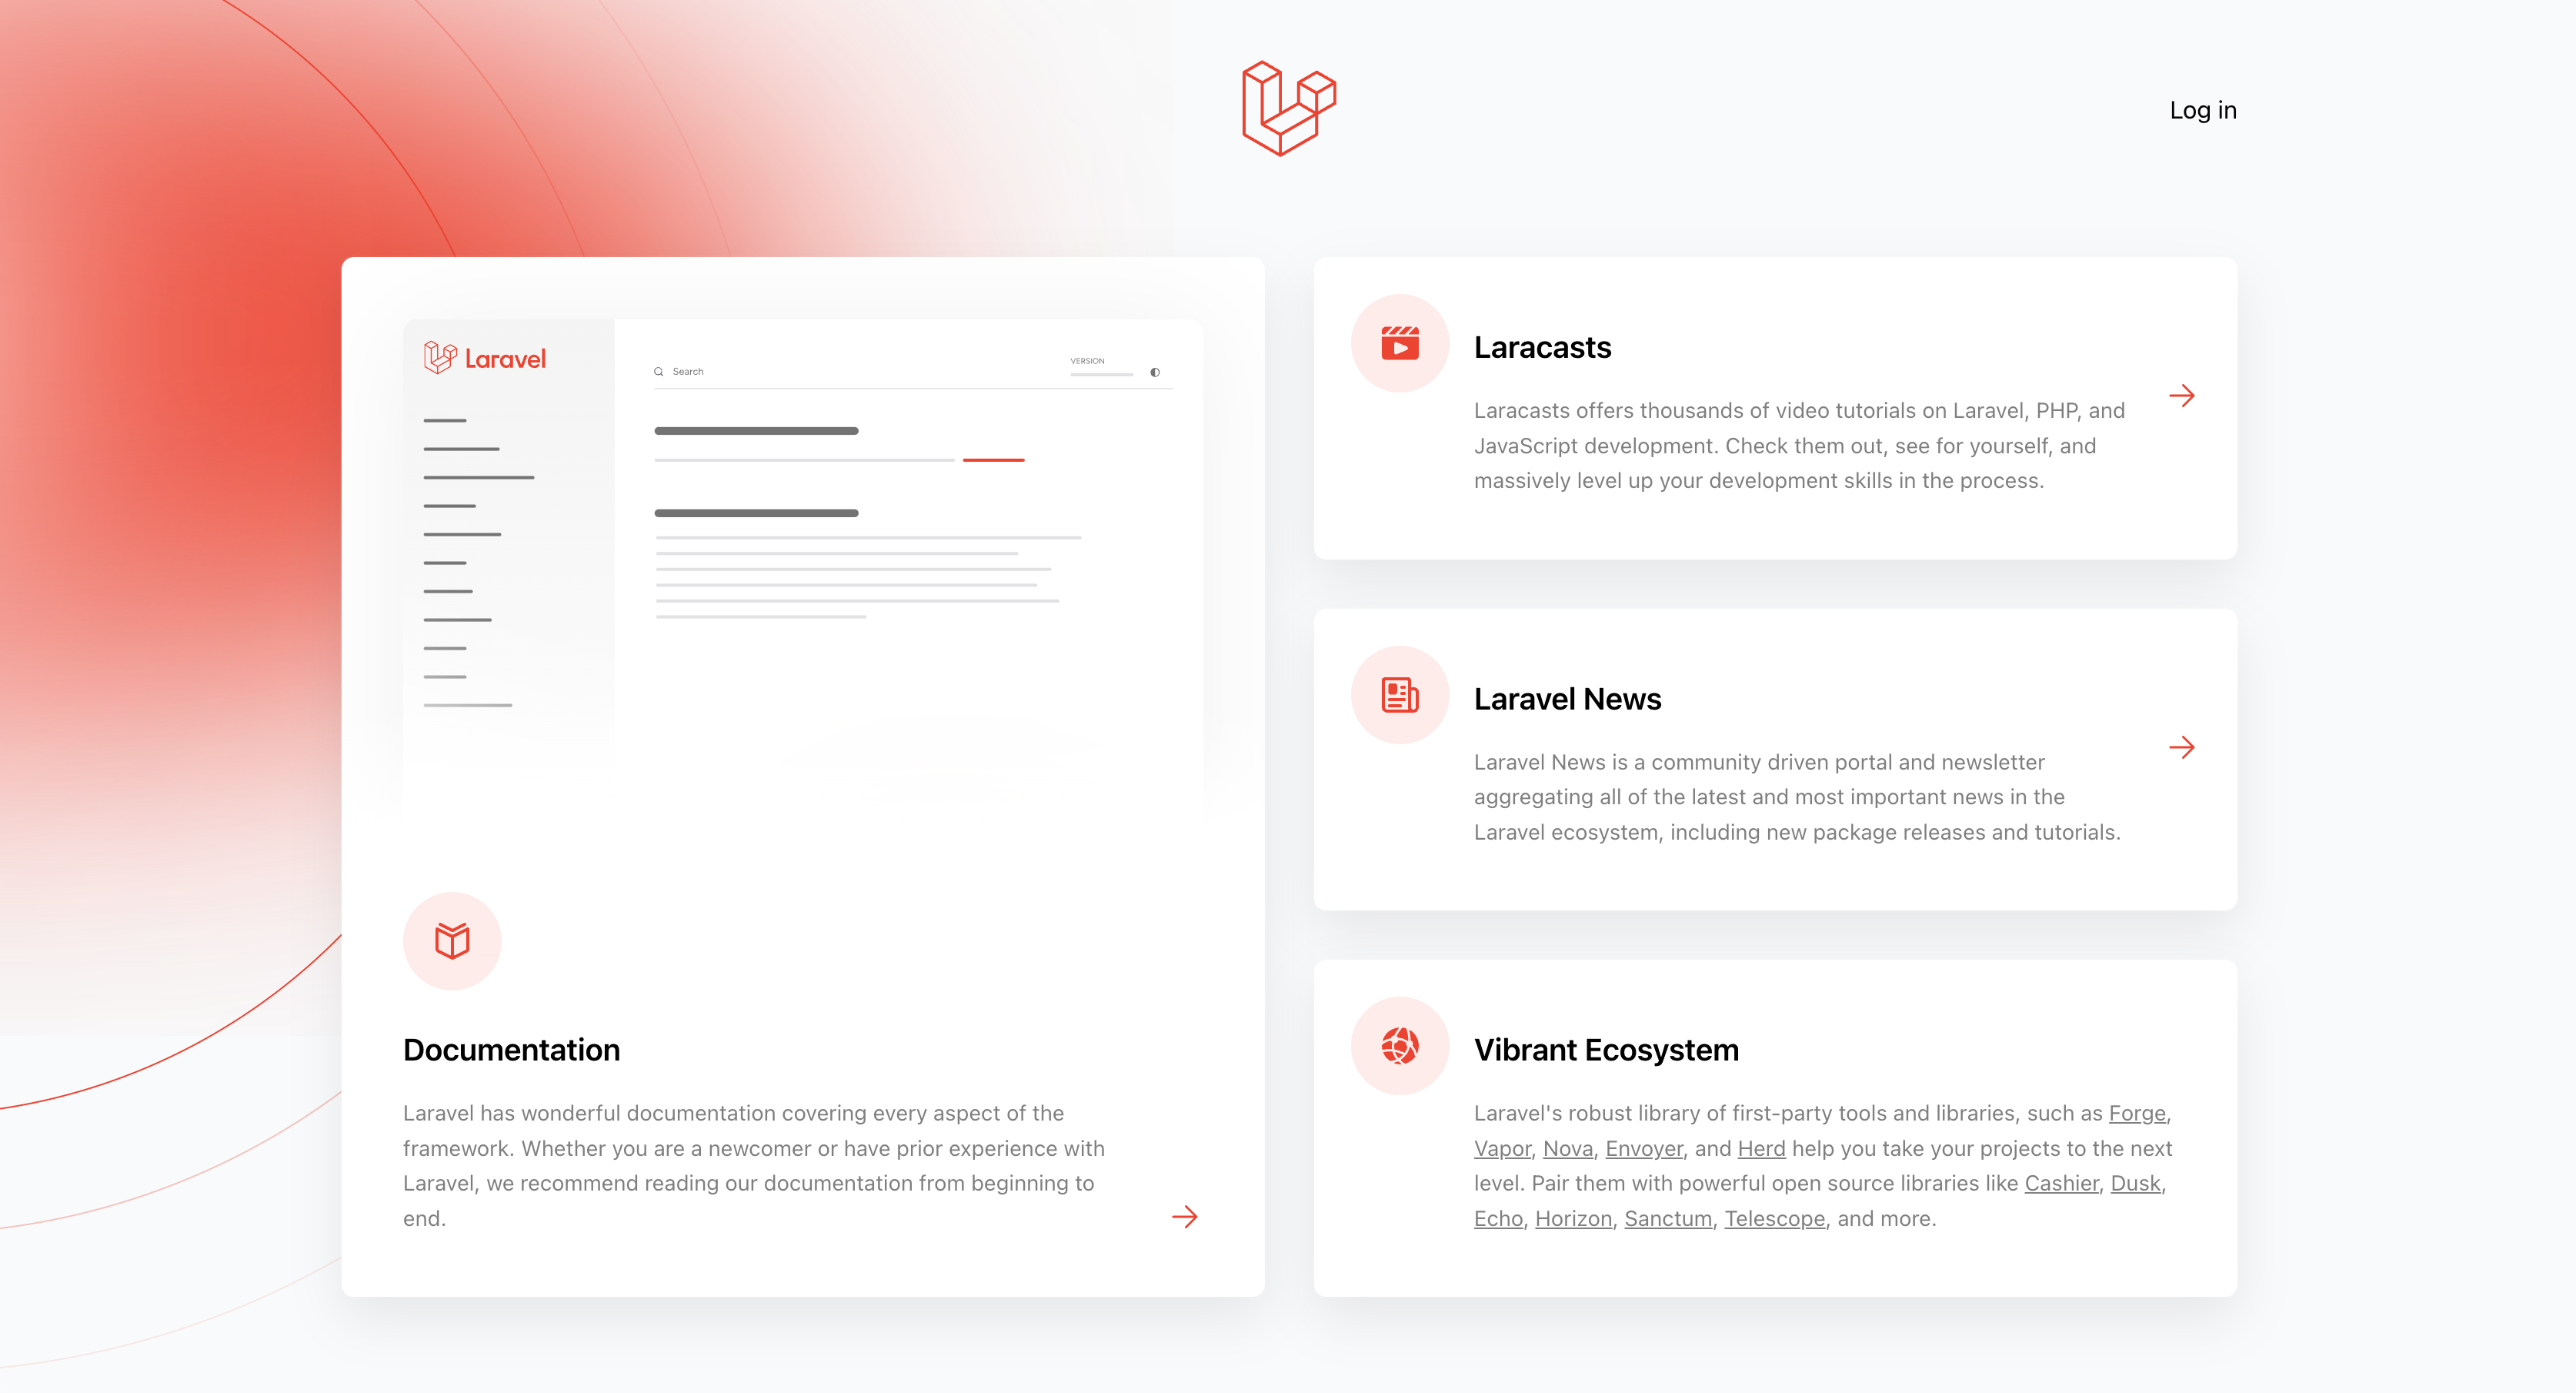 Log in
Laravel
Search
VERSION
Documentation
Laravel has wonderful documentation covering every aspect of the
framework. Whether you are a newcomer or have prior experience with
Laravel, we recommend reading our documentation from beginning to
end.
Laracasts
Laracasts offers thousands of video tutorials on Laravel, PHP, and
JavaScript development. Check them out, see for yourself, and
massively level up your development skills in the process.
Laravel News
Laravel News is a community driven portal and newsletter
aggregating all of the latest and most important news in the
Laravel ecosystem, including new package releases and tutorials.
Vibrant Ecosystem
Laravel's robust library of first-party tools and libraries, such as Forge,
Vapor, Nova, Envoyer, and Herd help you take your projects to the next
level. Pair them with powerful open source libraries like Cashier, Dusk,
Echo, Horizon, Sanctum, Telescope, and more.